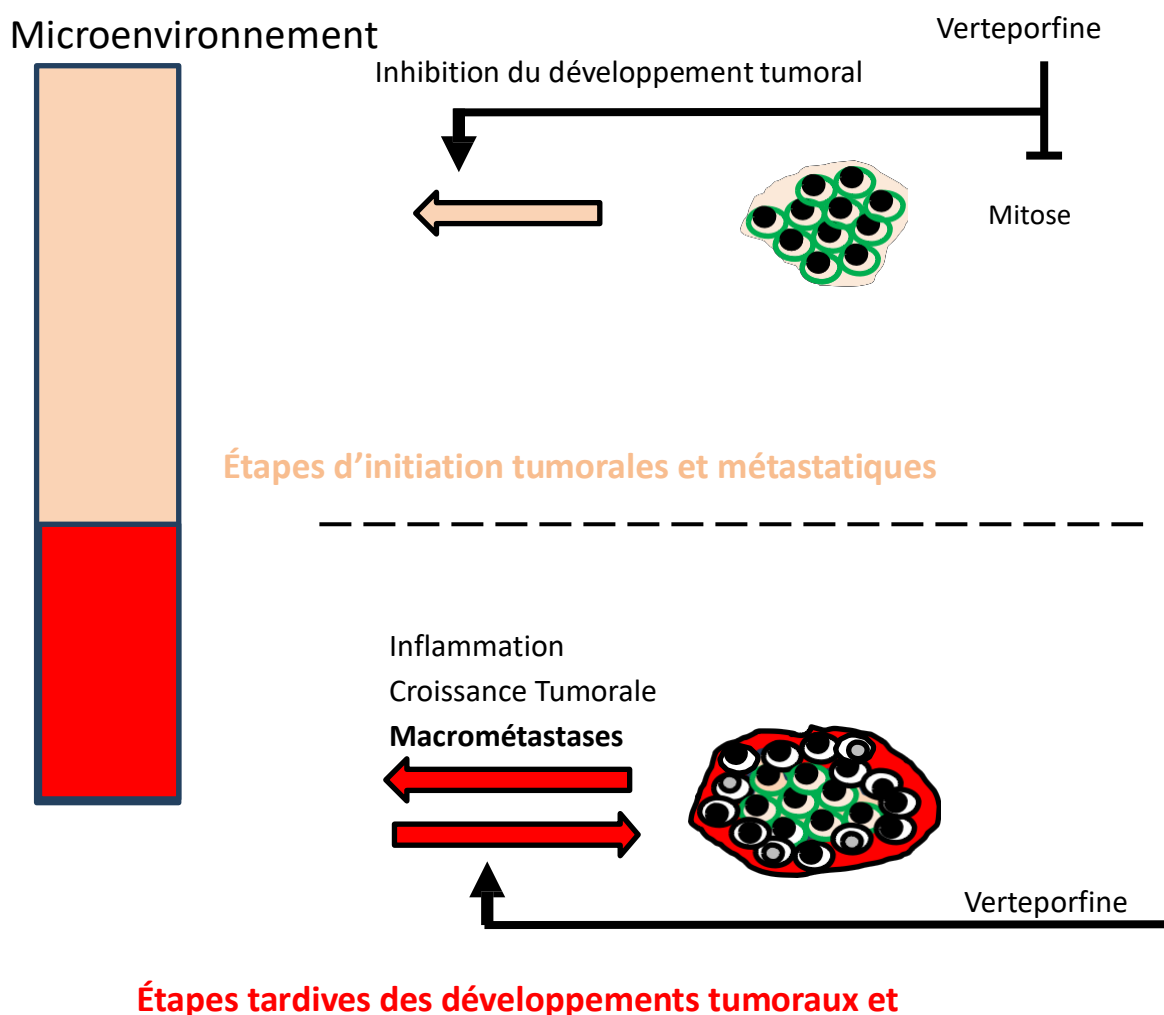 Microenvironnement
Verteporfine
Inhibition du développement tumoral
Mitose
Étapes d’initiation tumorales et métastatiques
Inflammation
Croissance Tumorale
Macrométastases
Verteporfine
Étapes tardives des développements tumoraux et